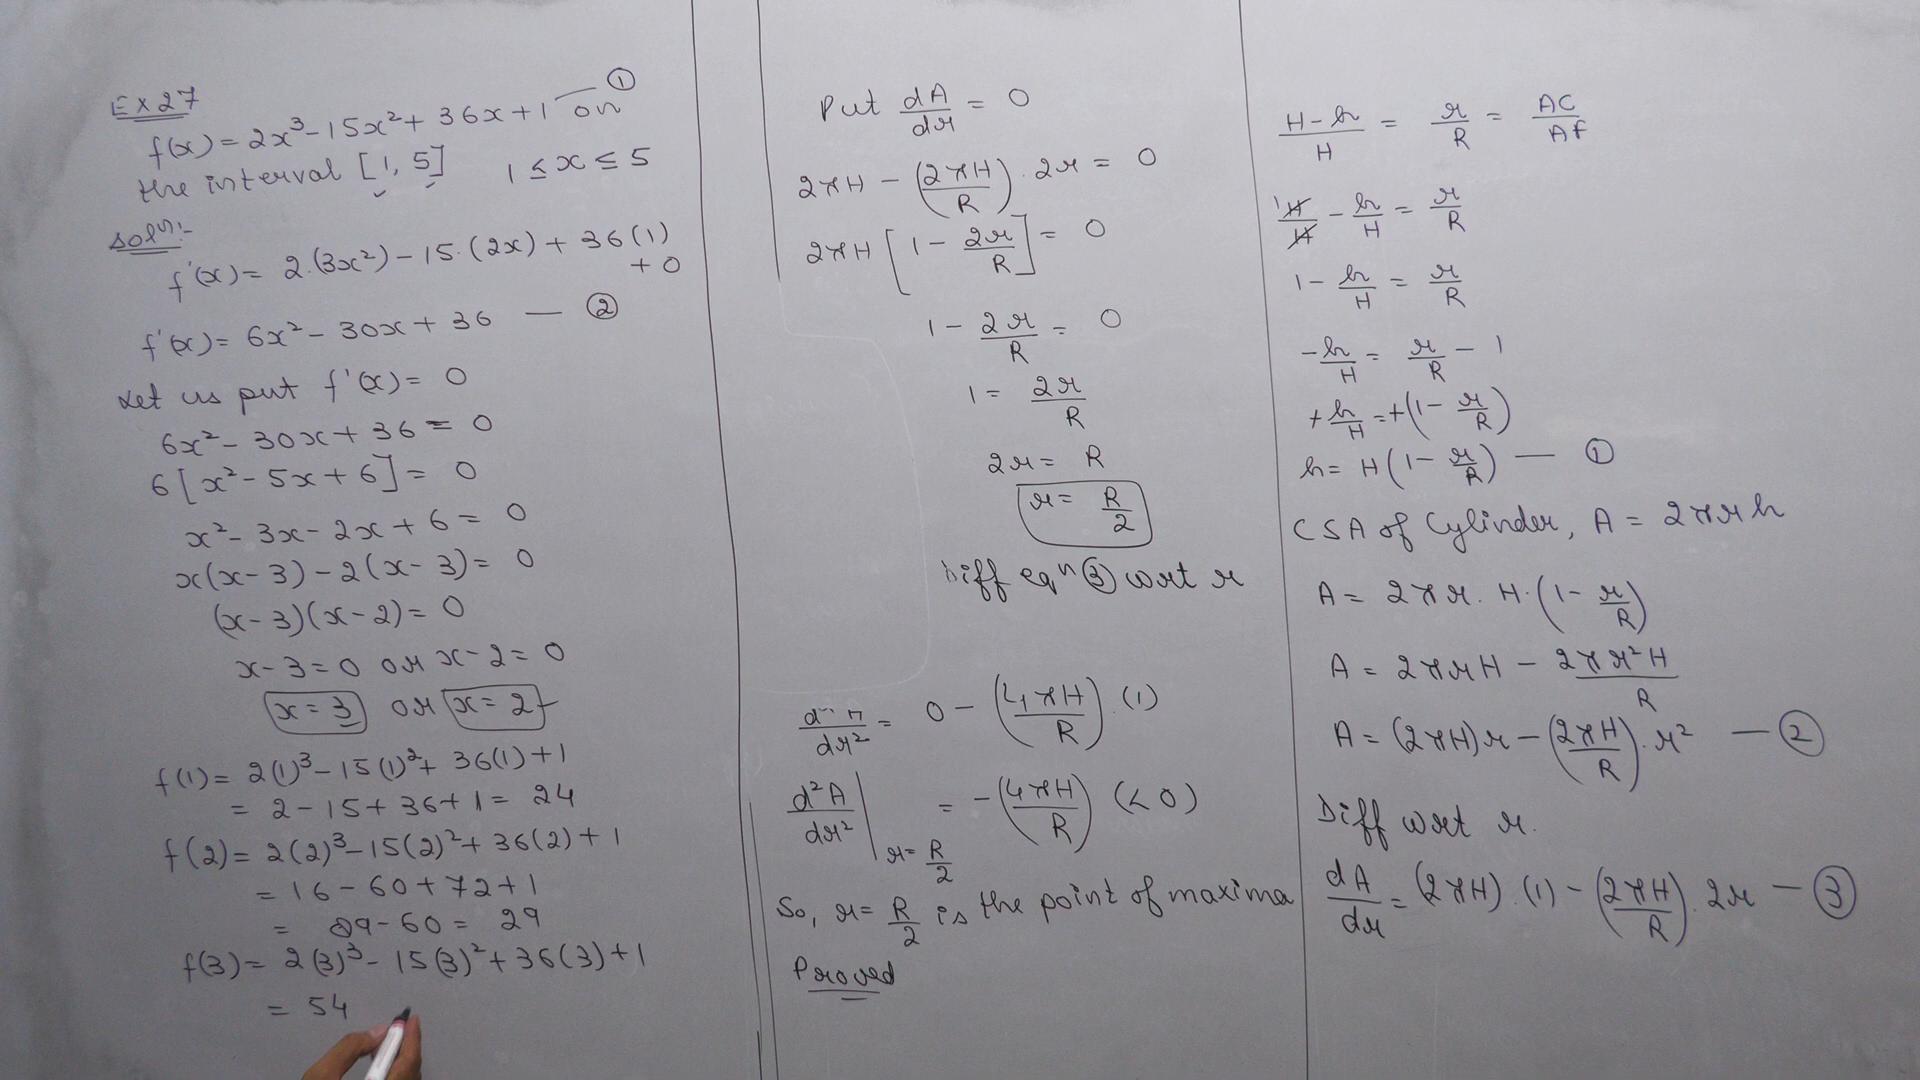 Ex 27
f(x) = 2x³ - 15x² + 36x + 1 — ① on
the interval [1, 5] 1 ≤ x ≤ 5
Solⁿ:-
f'(x) = 2.(3x²) - 15.(2x) + 36(1)
+ 0
f'(x) = 6x² - 30x + 36 — ②
Let us put f'(x) = 0
6x² - 30x + 36 = 0
6[x² - 5x + 6] = 0
x² - 3x - 2x + 6 = 0
x(x - 3) - 2(x - 3) = 0
(x - 3)(x - 2) = 0
x - 3 = 0 or x - 2 = 0
x = 3 or x = 2
f(1) = 2(1)³ - 15(1)² + 36(1) + 1
= 2 - 15 + 36 + 1 = 24
f(2) = 2(2)³ - 15(2)² + 36(2) + 1
= 16 - 60 + 72 + 1
= 89 - 60 = 29
f(3) = 2(3)³ - 15(3)² + 36(3) + 1
= 54
Put dA/dr = 0
2πH - (2πH/R).2r = 0
2πH[1 - 2r/R] = 0
1 - 2r/R = 0
1 = 2r/R
2r = R
r = R/2
Diff eqⁿ ③ wrt r
/dr² = 0 - (4πH/R).(1)
d²A/dr²|r=R/2 = -(4πH/R) (< 0)
So, r = R/2 is the point of maxima
Proved
H - h/H = r/R = AC/AF
H/H - h/H = r/R
1 - h/H = r/R
-h/H = r/R - 1
+h/H = +(1 - r/R)
h = H(1 - r/R) — ①
CSA of Cylinder, A = 2πrh
A = 2πr.H.(1 - r/R)
A = 2πrH - 2πr²H/R
A = (2πH)r - (2πH/R).r² — ②
Diff wrt r.
dA/dr = (2πH).(1) - (2πH/R).2r — ③